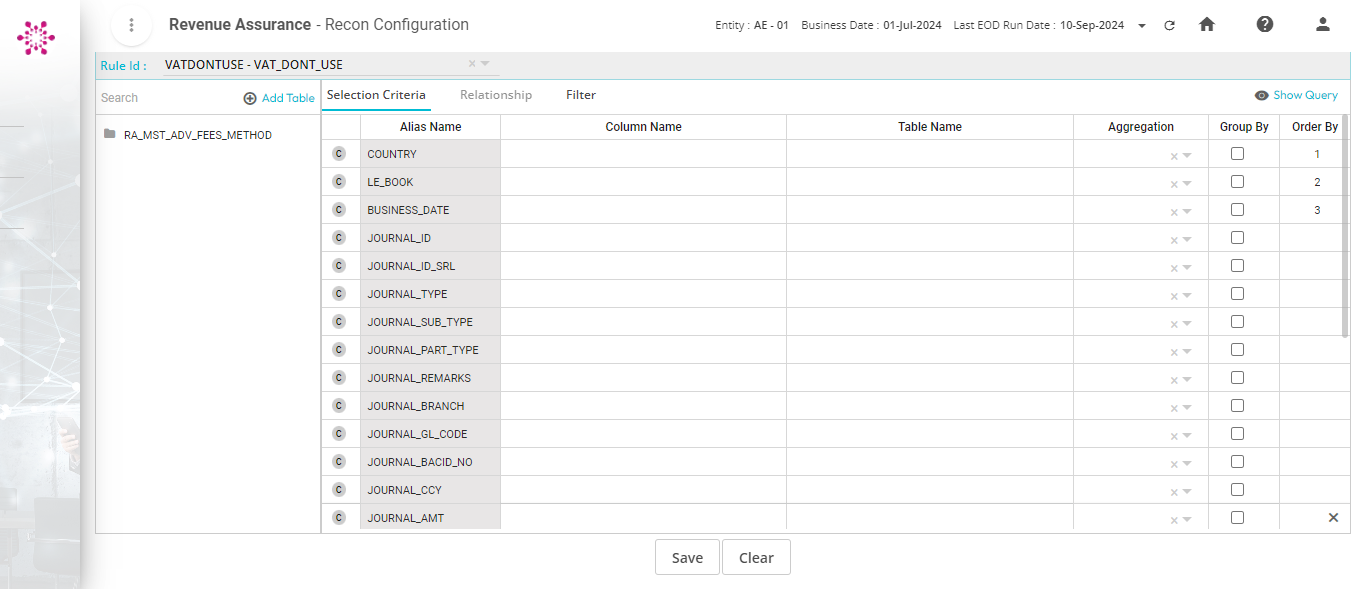 Revenue Assurance - Recon Configuration
Entity : AE - 01 Business Date : 01-Jul-2024 Last EOD Run Date : 10-Sep-2024
Rule Id : VATDONTUSE - VAT_DONT_USE
Search Add Table
Selection Criteria Relationship Filter Show Query
RA_MST_ADV_FEES_METHOD
Alias Name Column Name Table Name Aggregation Group By Order By
C COUNTRY 1
C LE_BOOK 2
C BUSINESS_DATE 3
C JOURNAL_ID
C JOURNAL_ID_SRL
C JOURNAL_TYPE
C JOURNAL_SUB_TYPE
C JOURNAL_PART_TYPE
C JOURNAL_REMARKS
C JOURNAL_BRANCH
C JOURNAL_GL_CODE
C JOURNAL_BACID_NO
C JOURNAL_CCY
C JOURNAL_AMT
Save Clear